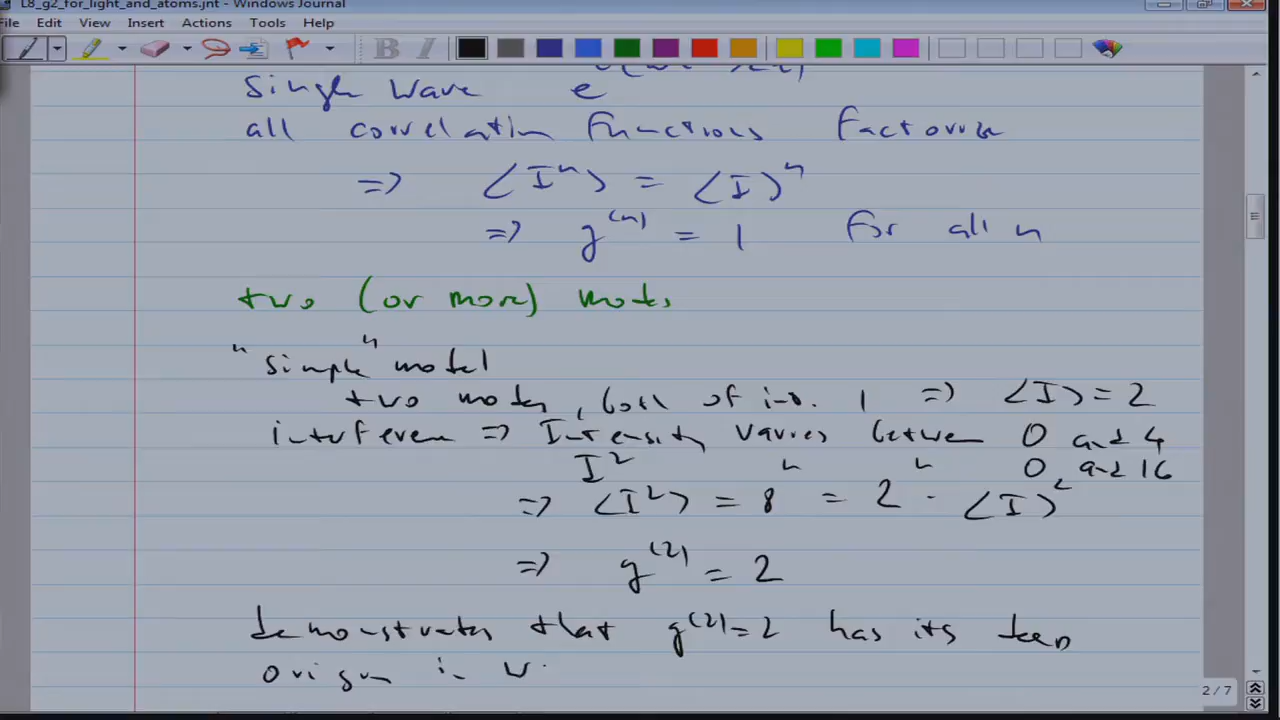 L8_g2_for_light_and_atoms.jnt - Windows Journal
File Edit View Insert Actions Tools Help
B I
single wave e
all correlation functions factorize
=> ⟨Iⁿ⟩ = ⟨I⟩ⁿ
=> g⁽ⁿ⁾ = 1 for all n
two (or more) modes
"simple" model
two modes, both of int. 1 => ⟨I⟩ = 2
interference => Intensity varies between 0 and 4
I² " " 0 and 16
=> ⟨I²⟩ = 8 = 2 · ⟨I⟩²
=> g⁽²⁾ = 2
demonstrates that g⁽²⁾ = 2 has its deep
origin in
2 / 7